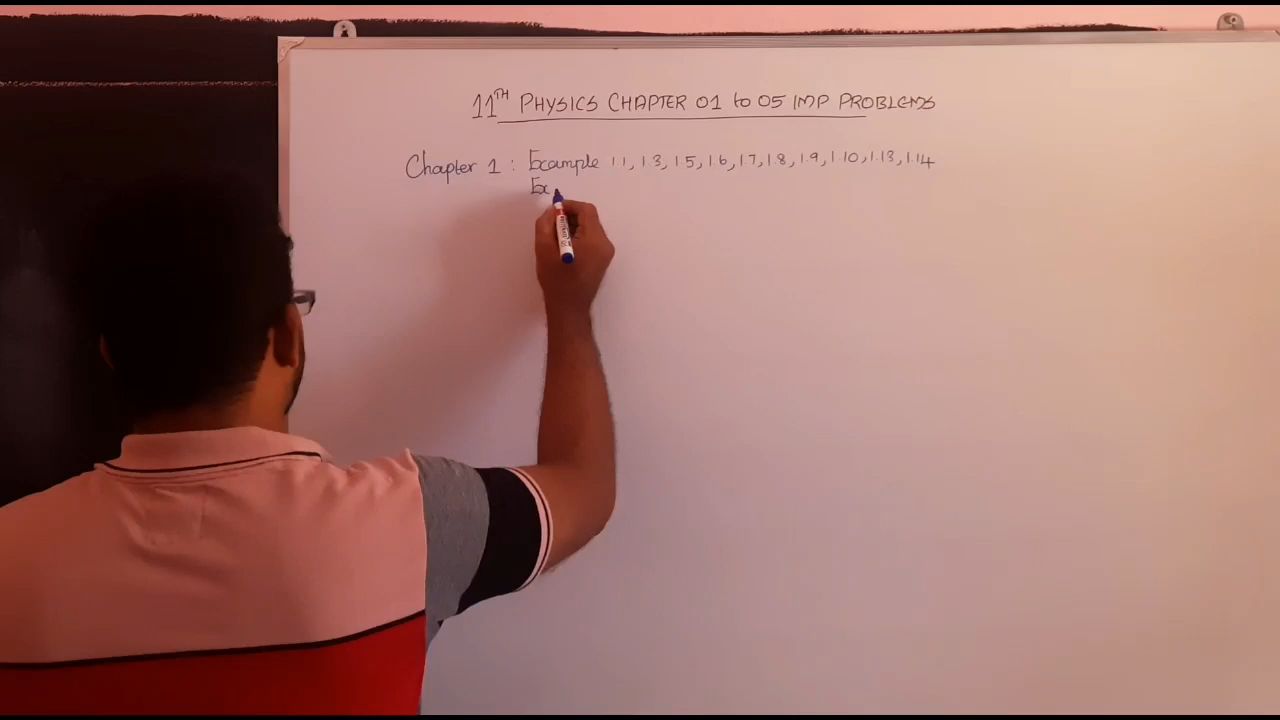 11TH PHYSICS CHAPTER 01 to 05 IMP PROBLEMS
Chapter 1 : Example 1.1, 1.3, 1.5, 1.6, 1.7, 1.8, 1.9, 1.10, 1.13, 1.14
Ex